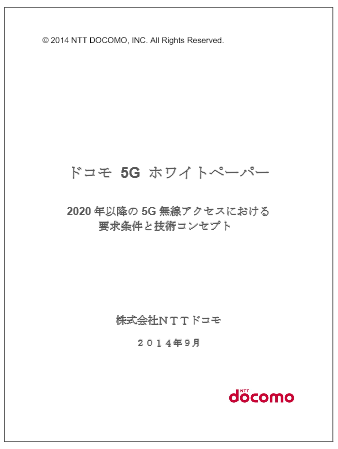 © 2014 NTT DOCOMO, INC. All Rights Reserved.
ドコモ 5G ホワイトペーパー
2020 年以降の 5G 無線アクセスにおける
要求条件と技術コンセプト
株式会社ＮＴＴドコモ
２０１４年９月
NTT
docomo